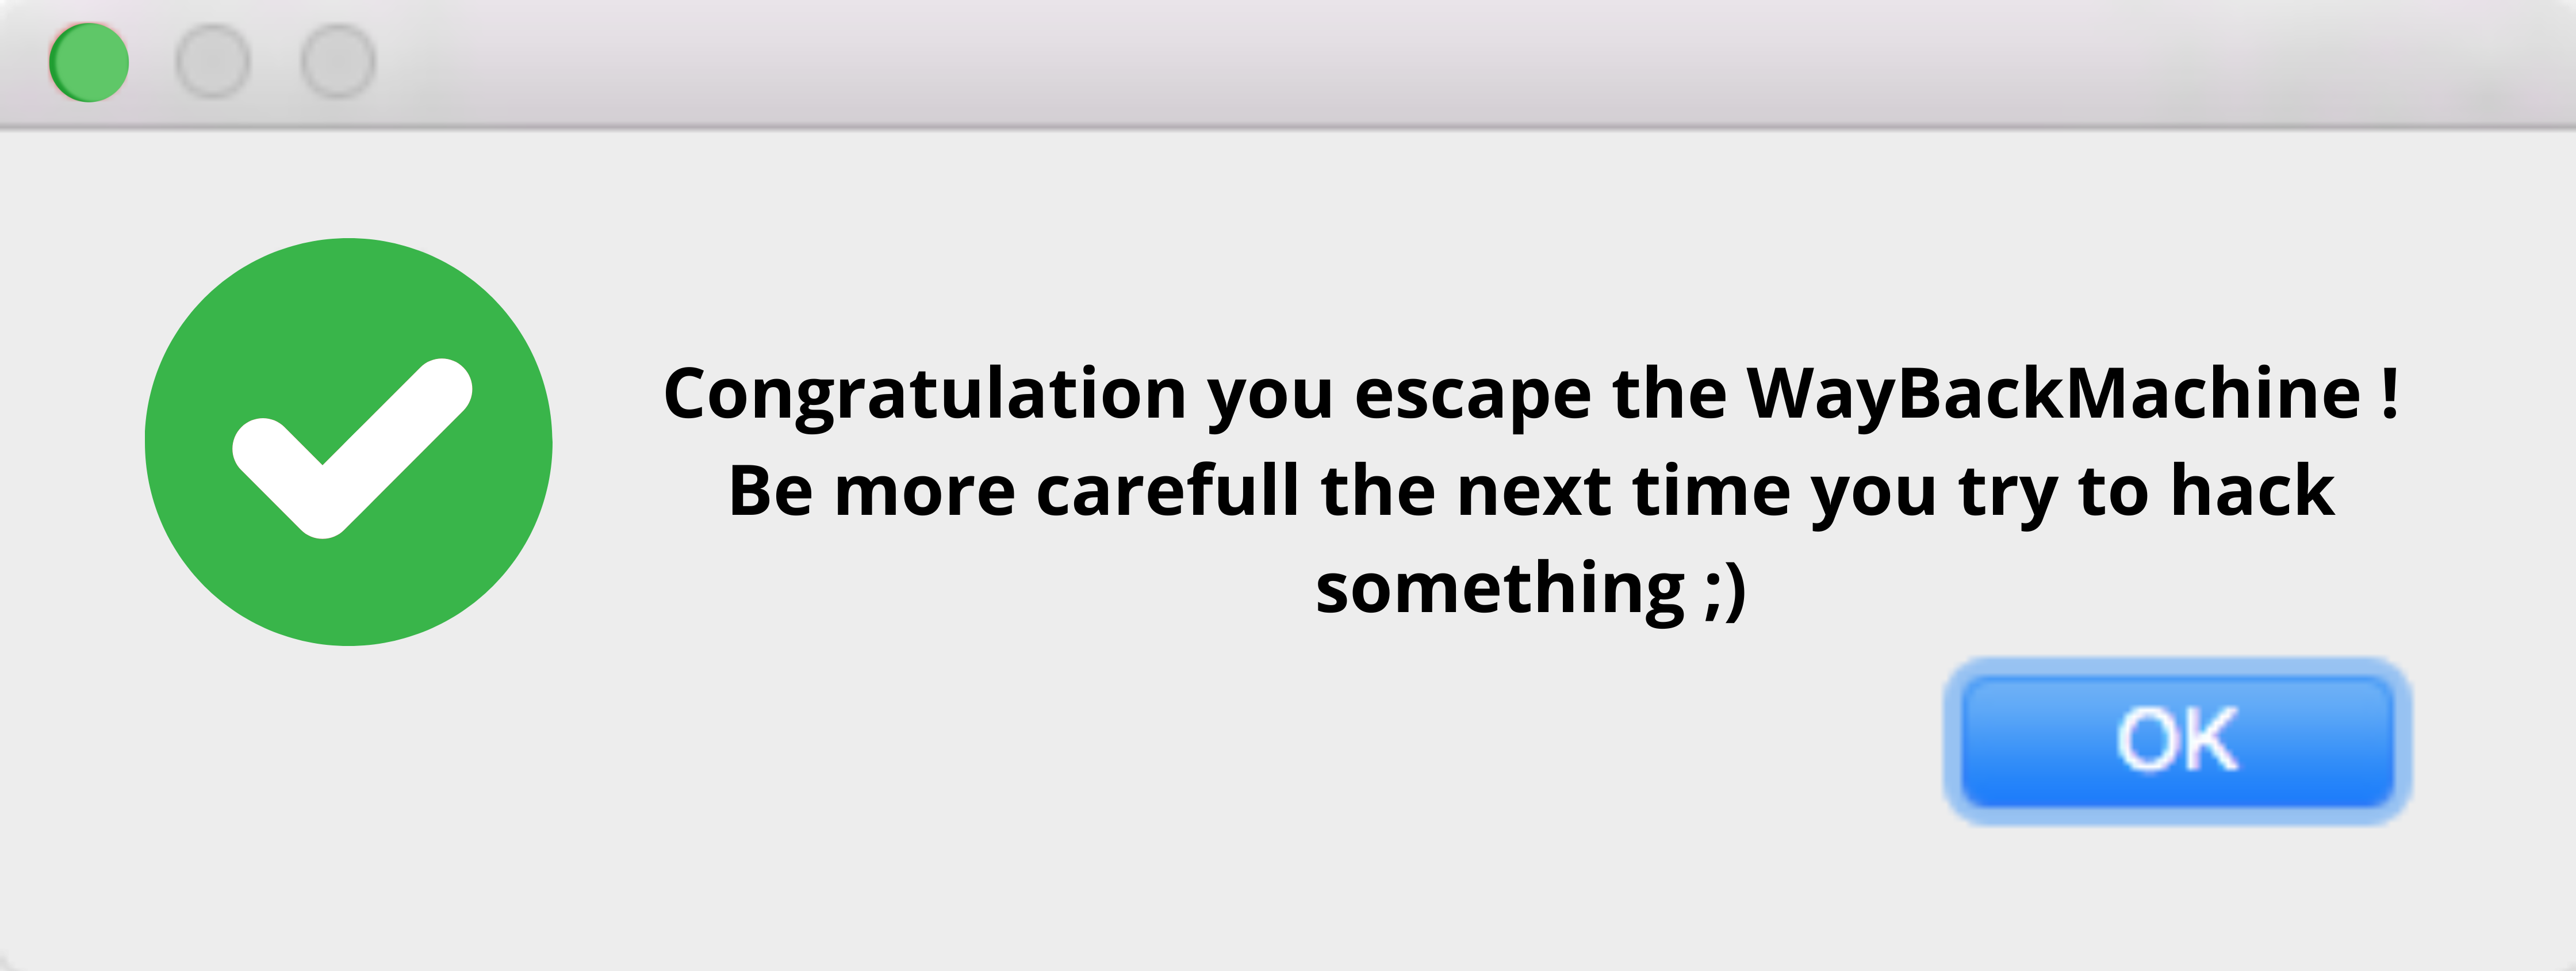 Congratulation you escape the WayBackMachine !
Be more carefull the next time you try to hack
something ;)
OK